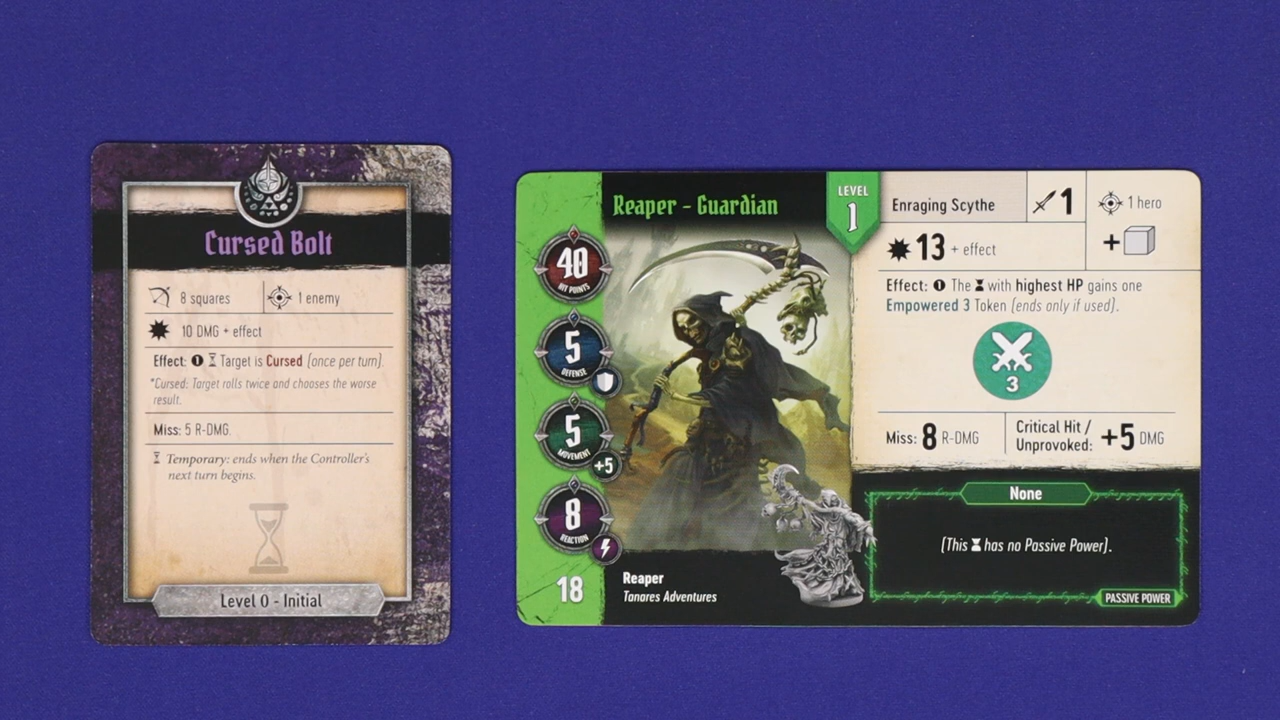 Cursed Bolt
8 squares
1 enemy
10 DMG + effect
Effect: 1 Target is Cursed (once per turn).
*Cursed: Target rolls twice and chooses the worse
result.
Miss: 5 R-DMG.
Temporary: ends when the Controller's
next turn begins.
Level 0 - Initial
Reaper - Guardian
LEVEL
1
40
HIT POINTS
5
DEFENSE
5
MOVEMENT
+5
8
REACTION
18
Reaper
Tanares Adventures
Enraging Scythe
1
1 hero
13 + effect
+
Effect: 1 The with highest HP gains one
Empowered 3 Token (ends only if used).
3
Miss: 8 R-DMG
Critical Hit /
Unprovoked: +5 DMG
None
(This has no Passive Power).
PASSIVE POWER